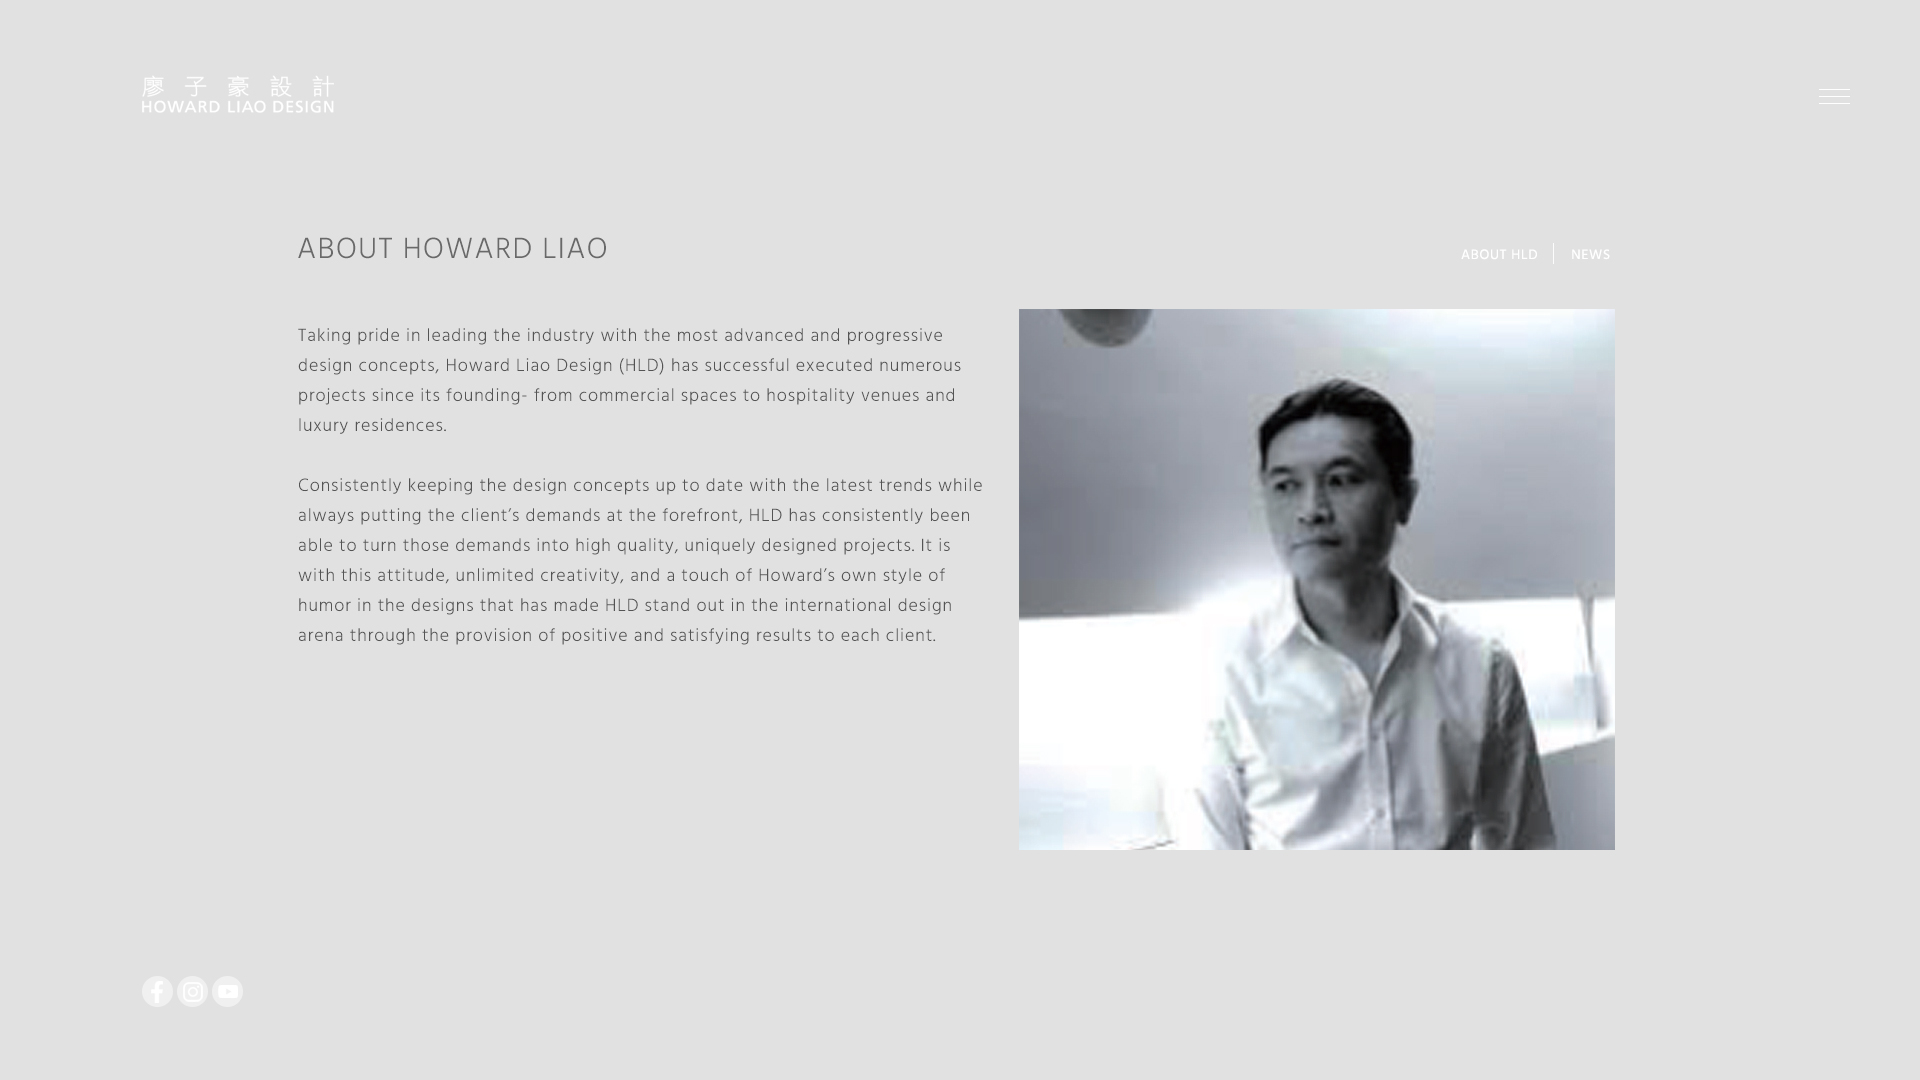 廖子豪設計
HOWARD LIAO DESIGN
ABOUT HOWARD LIAO
ABOUT HLD
NEWS
Taking pride in leading the industry with the most advanced and progressive
design concepts, Howard Liao Design (HLD) has successful executed numerous
projects since its founding- from commercial spaces to hospitality venues and
luxury residences.
Consistently keeping the design concepts up to date with the latest trends while
always putting the client’s demands at the forefront, HLD has consistently been
able to turn those demands into high quality, uniquely designed projects. It is
with this attitude, unlimited creativity, and a touch of Howard’s own style of
humor in the designs that has made HLD stand out in the international design
arena through the provision of positive and satisfying results to each client.